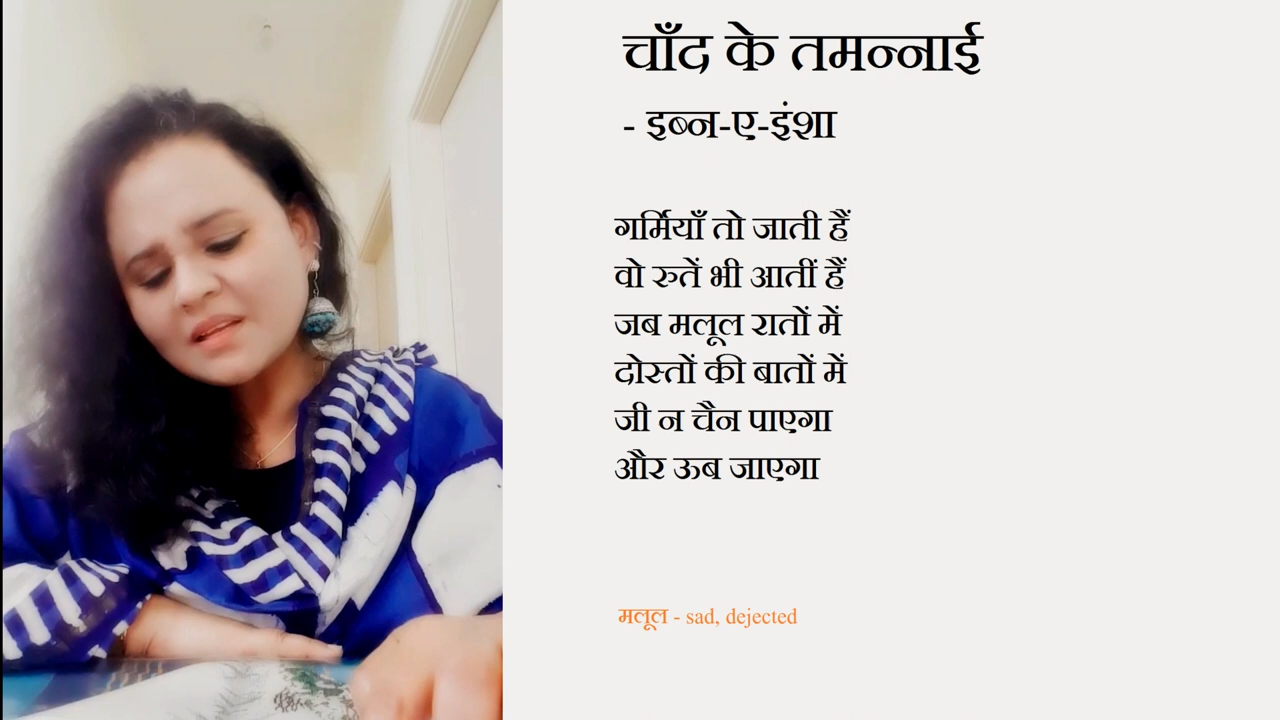 चाँद के तमन्नाई
- इब्न-ए-इंशा
गर्मियाँ तो जाती हैं
वो रुतें भी आतीं हैं
जब मलूल रातों में
दोस्तों की बातों में
जी न चैन पाएगा
और ऊब जाएगा
मलूल - sad, dejected